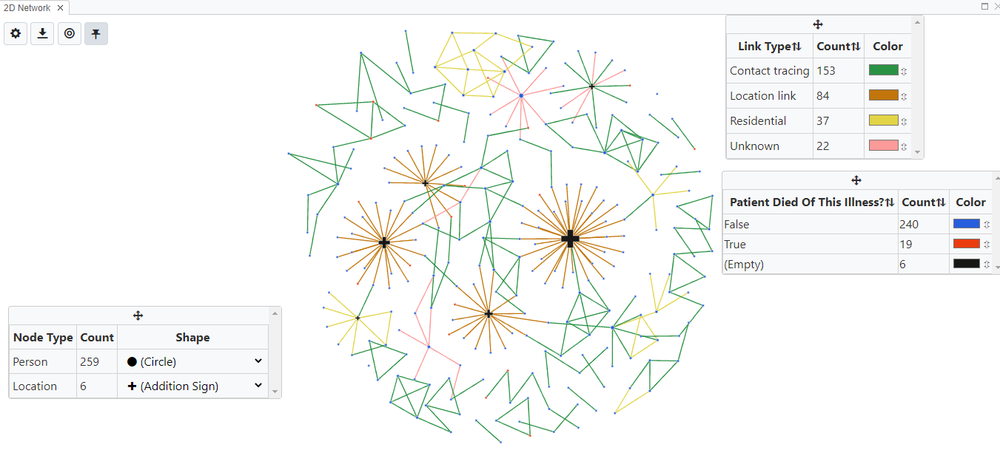 2D Network
Link Type Count Color
Contact tracing 153
Location link 84
Residential 37
Unknown 22
Patient Died Of This Illness? Count Color
False 240
True 19
(Empty) 6
Node Type Count Shape
Person 259 (Circle)
Location 6 (Addition Sign)